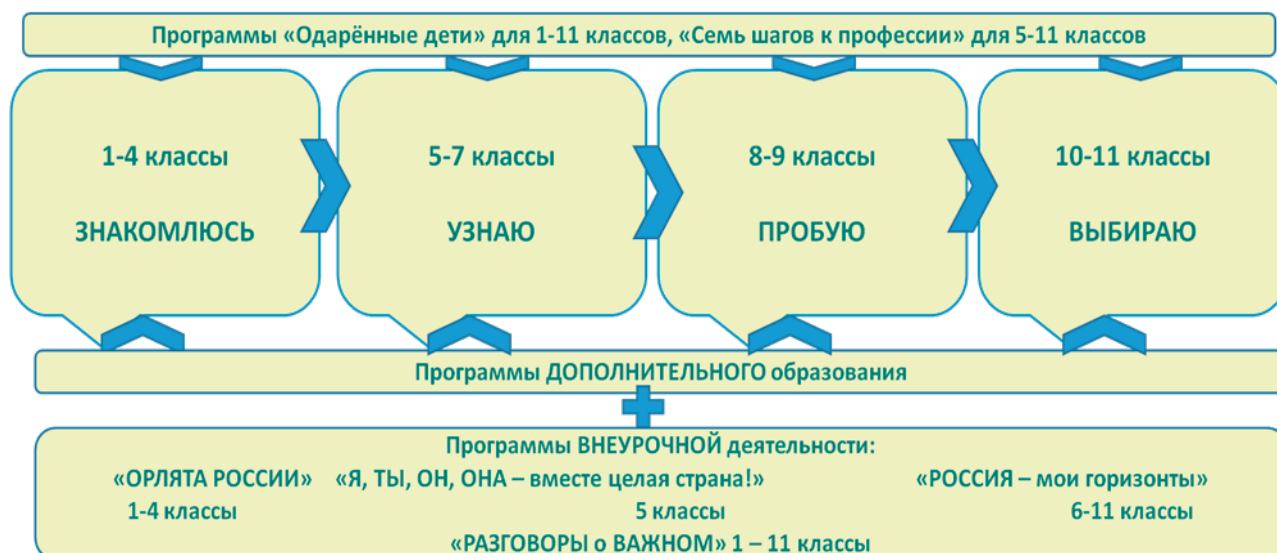 Программы «Одарённые дети» для 1-11 классов, «Семь шагов к профессии» для 5-11 классов
1-4 классы
ЗНАКОМЛЮСЬ
5-7 классы
УЗНАЮ
8-9 классы
ПРОБУЮ
10-11 классы
ВЫБИРАЮ
Программы ДОПОЛНИТЕЛЬНОГО образования
Программы ВНЕУРОЧНОЙ деятельности:
«ОРЛЯТА РОССИИ» «Я, ТЫ, ОН, ОНА – вместе целая страна!» «РОССИЯ – мои горизонты»
1-4 классы 5 классы 6-11 классы
«РАЗГОВОРЫ о ВАЖНОМ» 1 – 11 классы